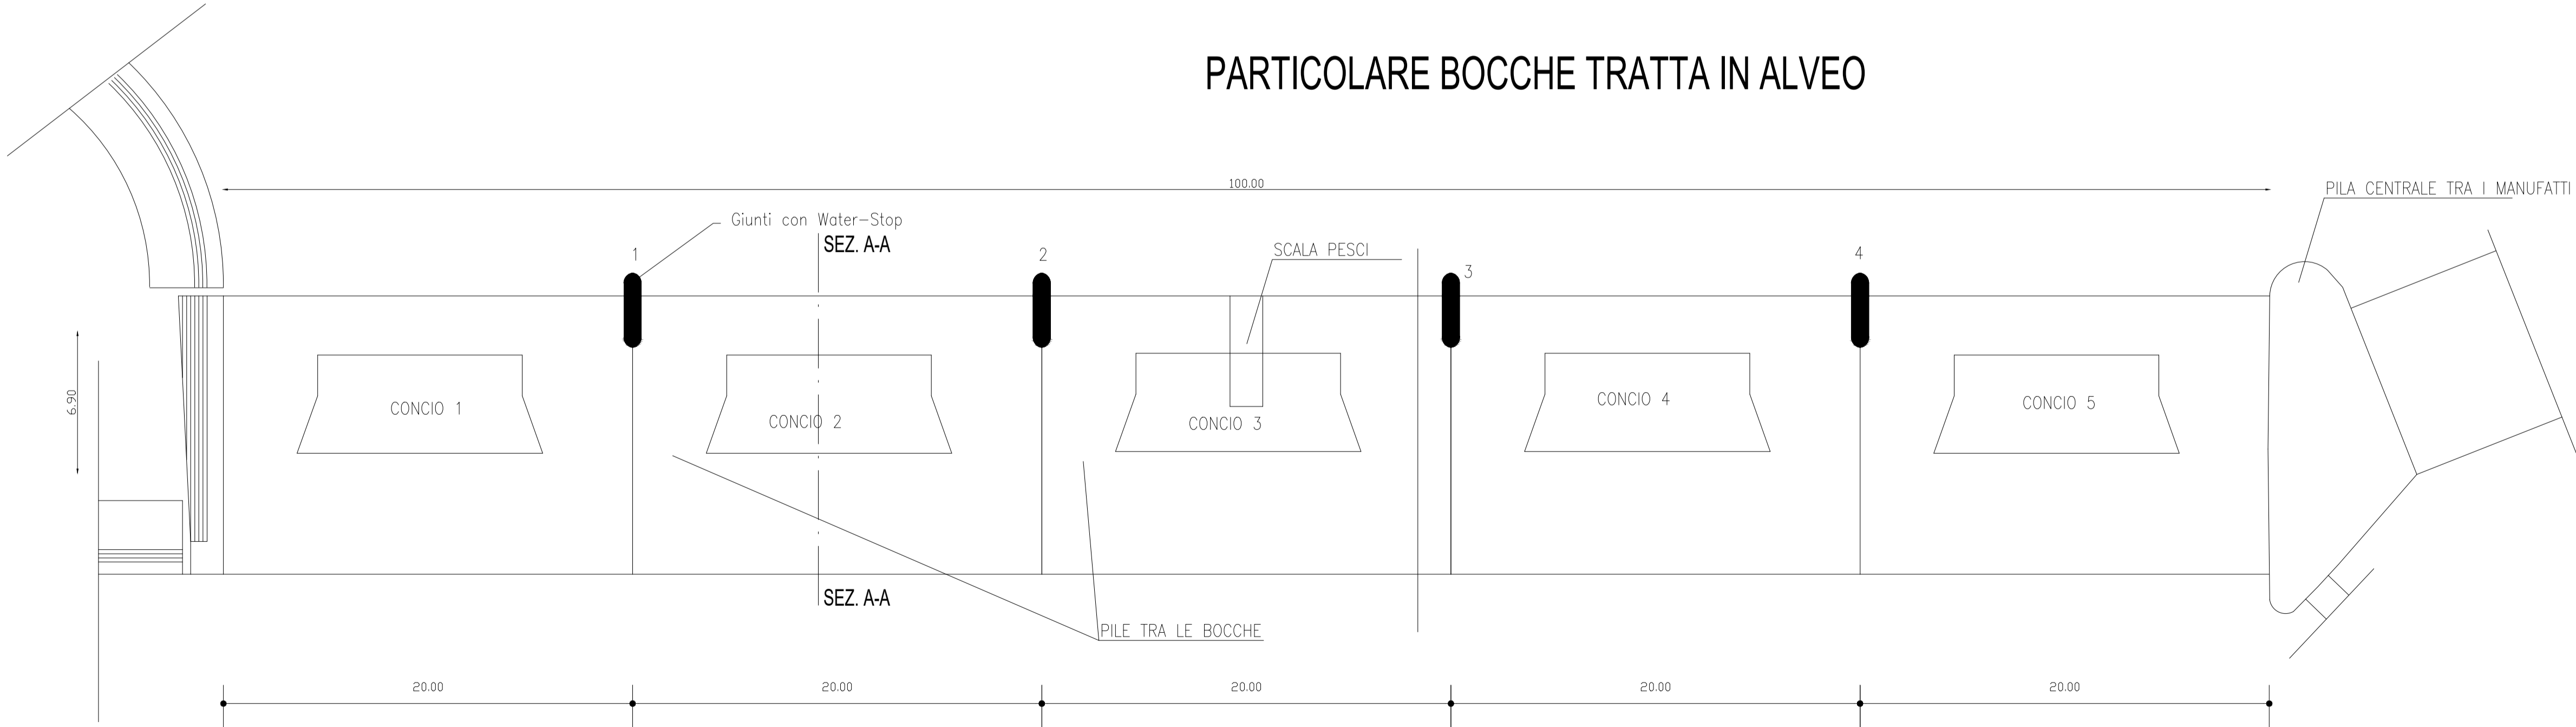 PARTICOLARE BOCCHE TRATTA IN ALVEO
100.00
PILA CENTRALE TRA I MANUFATTI
Giunti con Water-Stop
SEZ. A-A
SCALA PESCI
1
2
3
4
6.90
CONCIO 1
CONCIO 2
CONCIO 3
CONCIO 4
CONCIO 5
SEZ. A-A
PILE TRA LE BOCCHE
20.00
20.00
20.00
20.00
20.00